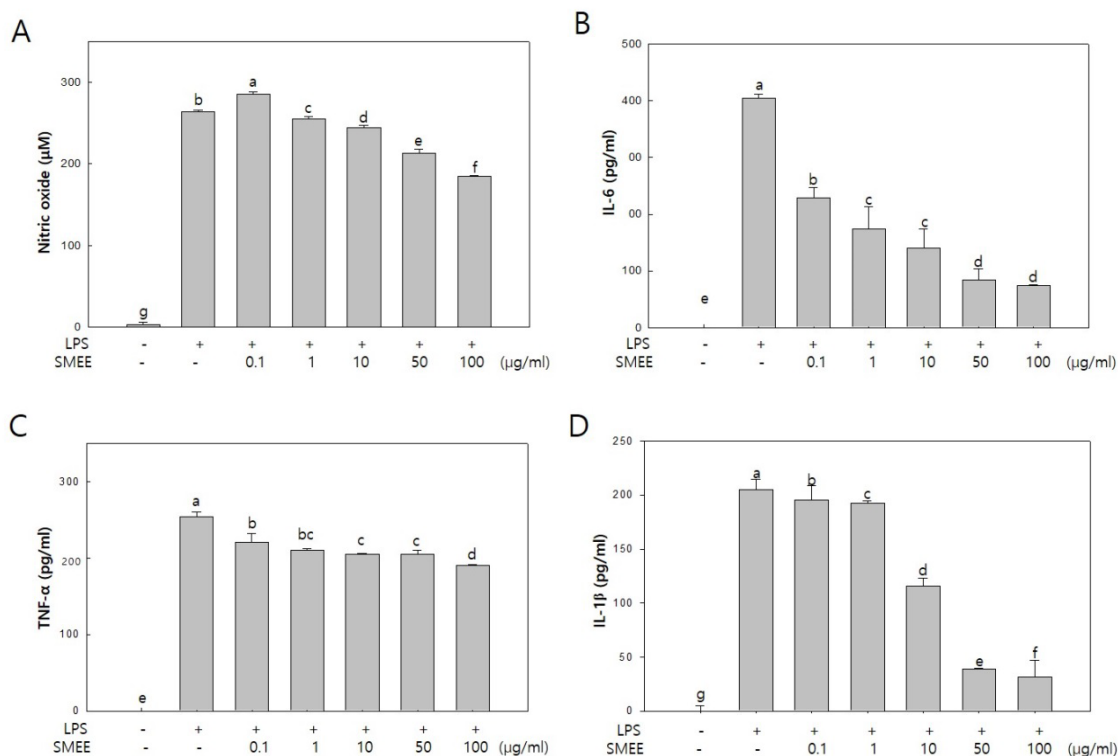 A
Nitric oxide (μM)
300
200
100
0
g
b
a
c
d
e
f
LPS - + + + + + +
SMEE - - 0.1 1 10 50 100 (μg/ml)
B
IL-6 (pg/ml)
500
400
00
00
100
0
e
a
b
c
c
d
d
LPS - + + + + + +
SMEE - - 0.1 1 10 50 100 (μg/ml)
C
TNF-α (pg/ml)
300
200
100
0
e
a
b
bc
c
c
d
LPS - + + + + + +
SMEE - - 0.1 1 10 50 100 (μg/ml)
D
IL-1β (pg/ml)
250
200
150
100
50
0
g
a
b
c
d
e
f
LPS - + + + + + +
SMEE - - 0.1 1 10 50 100 (μg/ml)